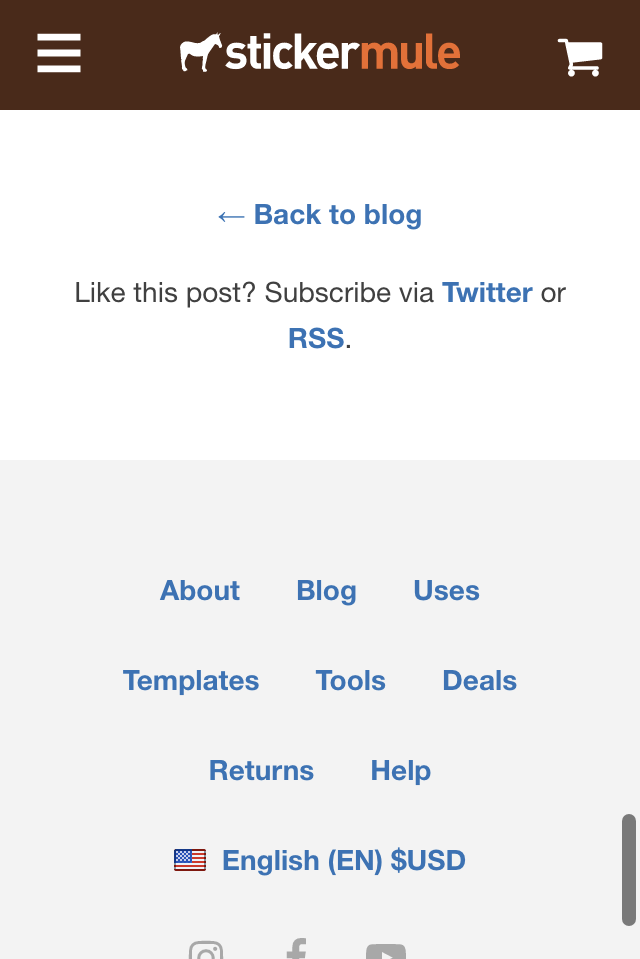 stickermule
← Back to blog
Like this post? Subscribe via Twitter or
RSS.
About Blog Uses
Templates Tools Deals
Returns Help
English (EN) $USD